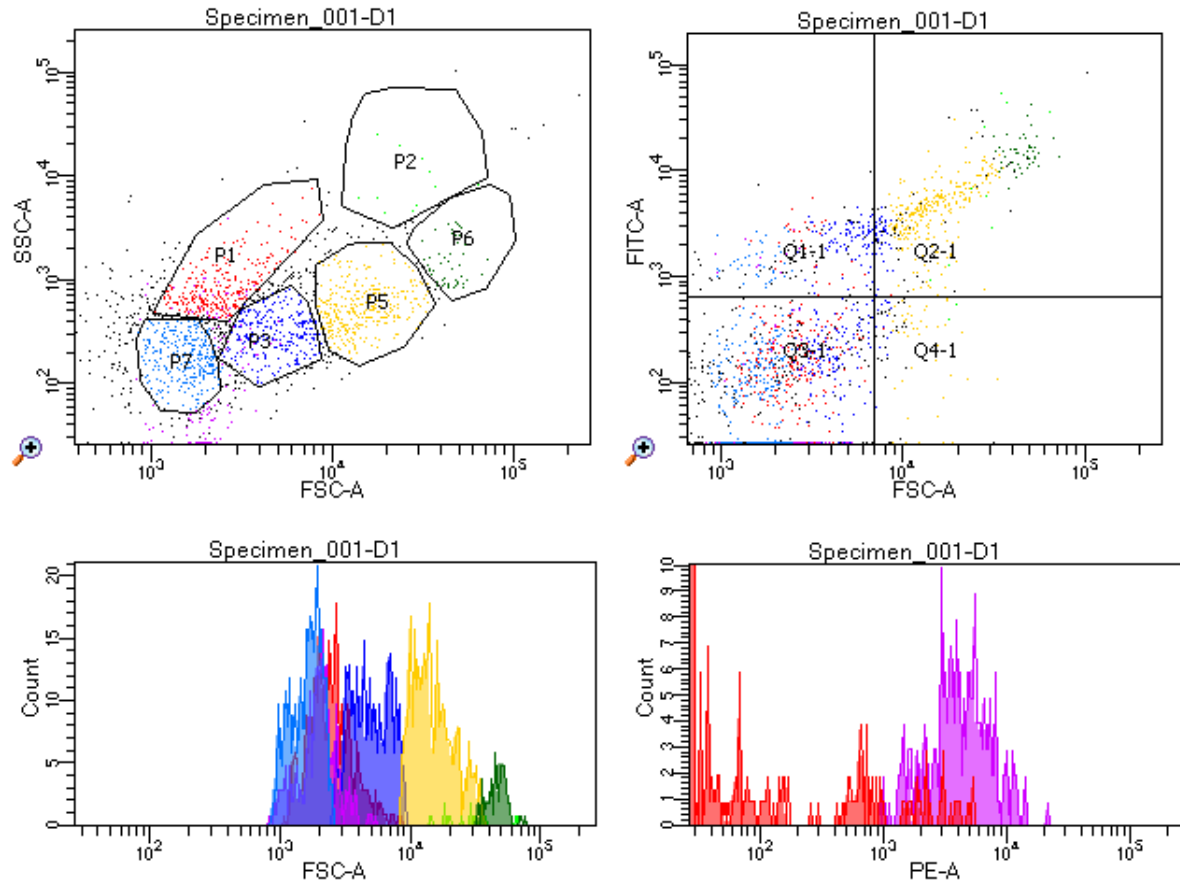 Specimen_001-D1
SSC-A
10^5
10^4
10^3
10^2
P1
P2
P6
P5
P3
P7
10^3
10^4
10^5
FSC-A
Specimen_001-D1
FITC-A
10^5
10^4
10^3
10^2
Q1-1
Q2-1
Q3-1
Q4-1
10^3
10^4
10^5
FSC-A
Specimen_001-D1
Count
20
15
10
5
0
10^2
10^3
10^4
10^5
FSC-A
Specimen_001-D1
Count
10
9
8
7
6
5
4
3
2
1
0
10^2
10^3
10^4
10^5
PE-A